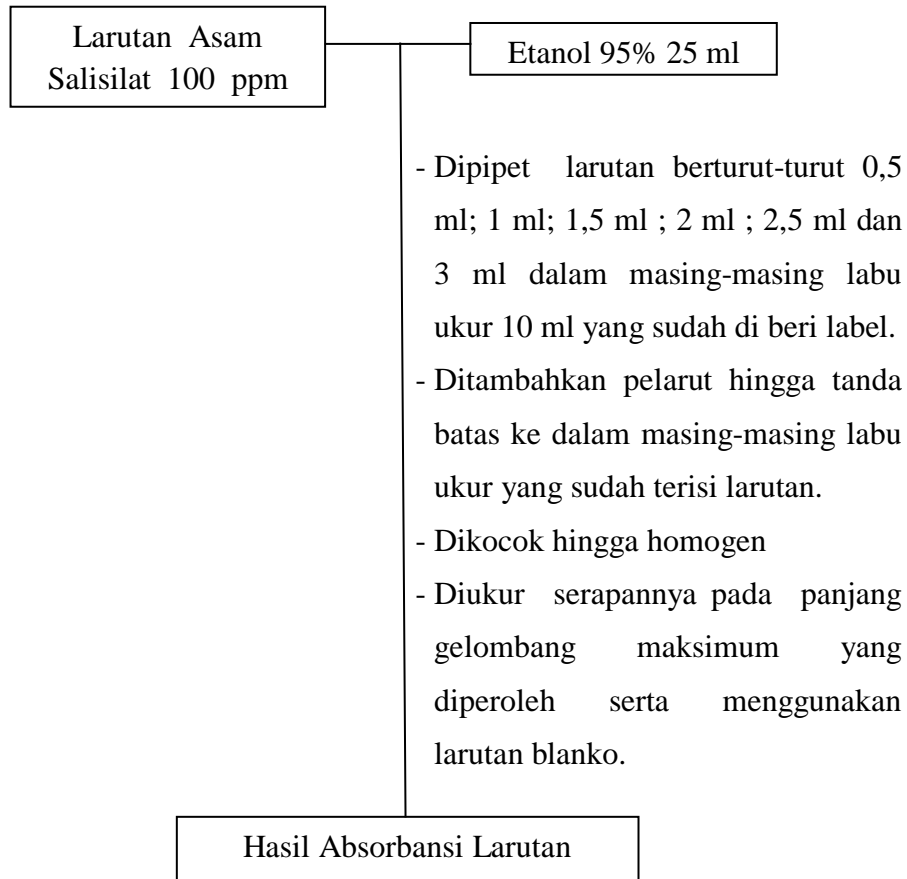 Larutan Asam
Salisilat 100 ppm
Etanol 95% 25 ml
- Dipipet larutan berturut-turut 0,5
ml; 1 ml; 1,5 ml ; 2 ml ; 2,5 ml dan
3 ml dalam masing-masing labu
ukur 10 ml yang sudah di beri label.
- Ditambahkan pelarut hingga tanda
batas ke dalam masing-masing labu
ukur yang sudah terisi larutan.
- Dikocok hingga homogen
- Diukur serapannya pada panjang
gelombang maksimum yang
diperoleh serta menggunakan
larutan blanko.
Hasil Absorbansi Larutan